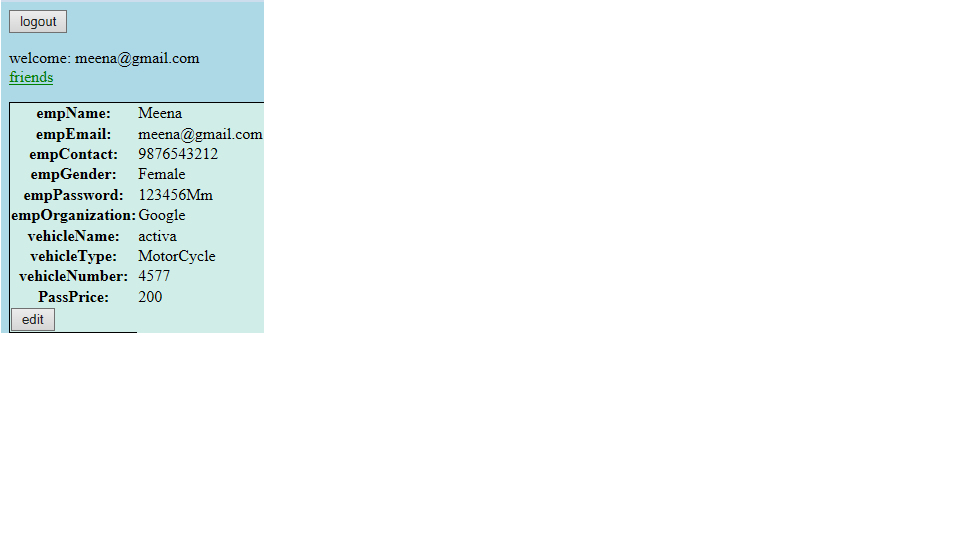 logout
welcome: meena@gmail.com
friends
empName: Meena
empEmail: meena@gmail.com
empContact: 9876543212
empGender: Female
empPassword: 123456Mm
empOrganization: Google
vehicleName: activa
vehicleType: MotorCycle
vehicleNumber: 4577
PassPrice: 200
edit